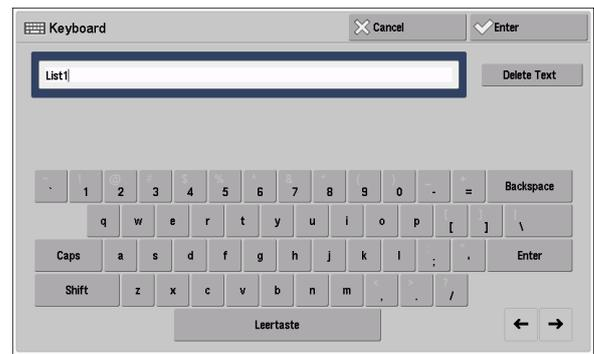 Keyboard Cancel Enter
List1 Delete Text
~ ! @ # $ % ^ & * ( ) _ +
` 1 2 3 4 5 6 7 8 9 0 - = Backspace
{ } |
q w e r t y u i o p [ ] \
: "
Caps a s d f g h j k l ; ' Enter
< > ?
Shift z x c v b n m , . /
Leertaste ← →